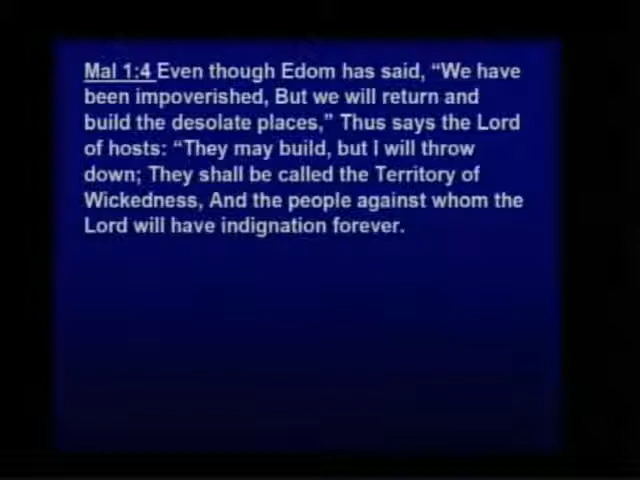 Mal 1:4 Even though Edom has said, “We have
been impoverished, But we will return and
build the desolate places,” Thus says the Lord
of hosts: “They may build, but I will throw
down; They shall be called the Territory of
Wickedness, And the people against whom the
Lord will have indignation forever.